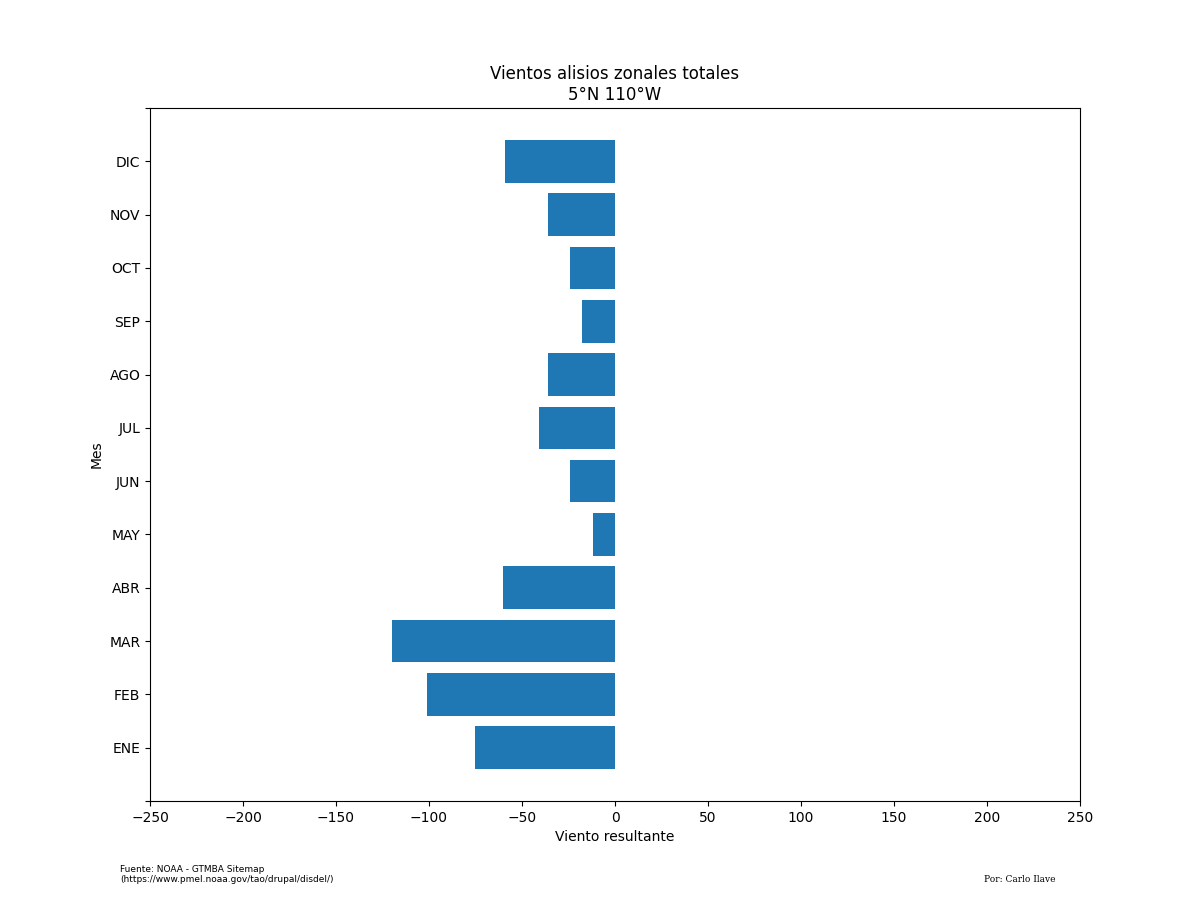 Vientos alisios zonales totales
5°N 110°W
DIC
NOV
OCT
SEP
AGO
JUL
JUN
MAY
ABR
MAR
FEB
ENE
Mes
−250 −200 −150 −100 −50 0 50 100 150 200 250
Viento resultante
Fuente: NOAA - GTMBA Sitemap
(https://www.pmel.noaa.gov/tao/drupal/disdel/)
Por: Carlo Ilave